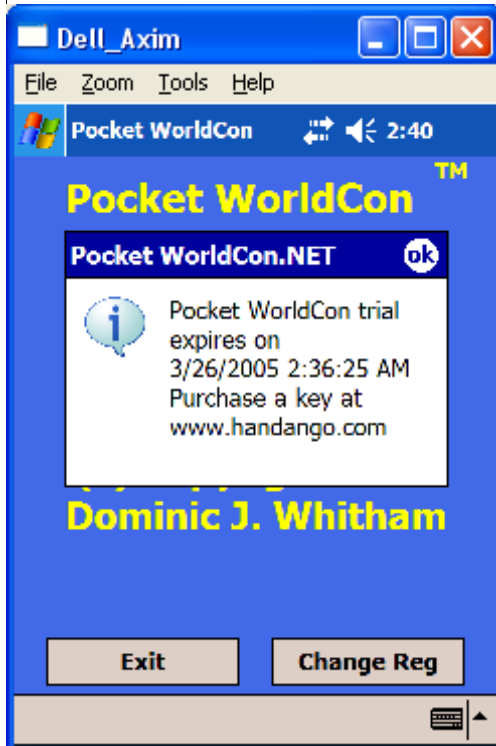 Dell_Axim
File Zoom Tools Help
Pocket WorldCon 2:40
Pocket WorldCon TM
Pocket WorldCon.NET ok
Pocket WorldCon trial
expires on
3/26/2005 2:36:25 AM
Purchase a key at
www.handango.com
Dominic J. Whitham
Exit Change Reg